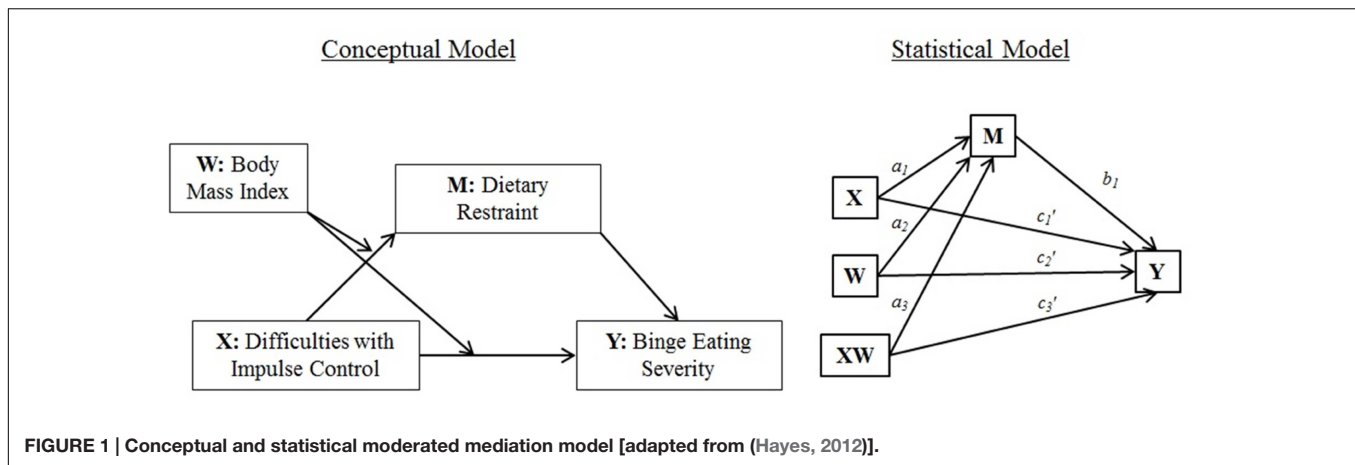 Conceptual Model
W: Body
Mass Index
M: Dietary
Restraint
X: Difficulties with
Impulse Control
Y: Binge Eating
Severity
Statistical Model
M
X
W
XW
Y
a1
a2
a3
b1
c1'
c2'
c3'
FIGURE 1 | Conceptual and statistical moderated mediation model [adapted from (Hayes, 2012)].